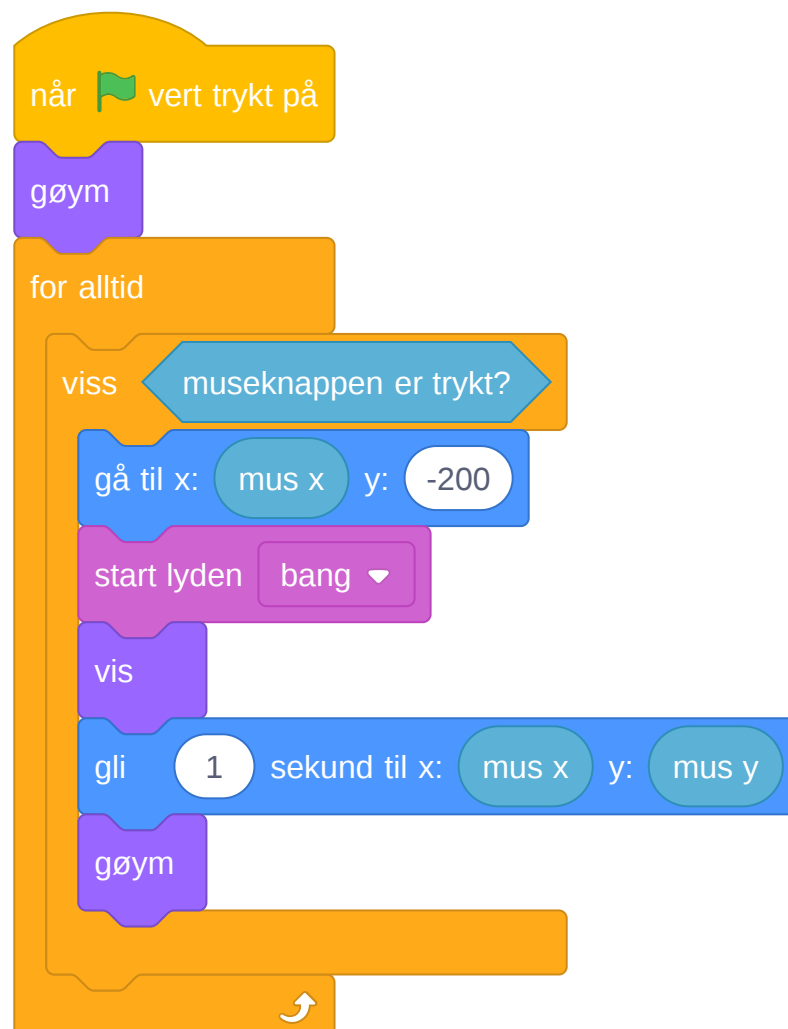 når vert trykt på
gøym
for alltid
viss museknappen er trykt?
gå til x: mus x y: -200
start lyden bang
vis
gli 1 sekund til x: mus x y: mus y
gøym